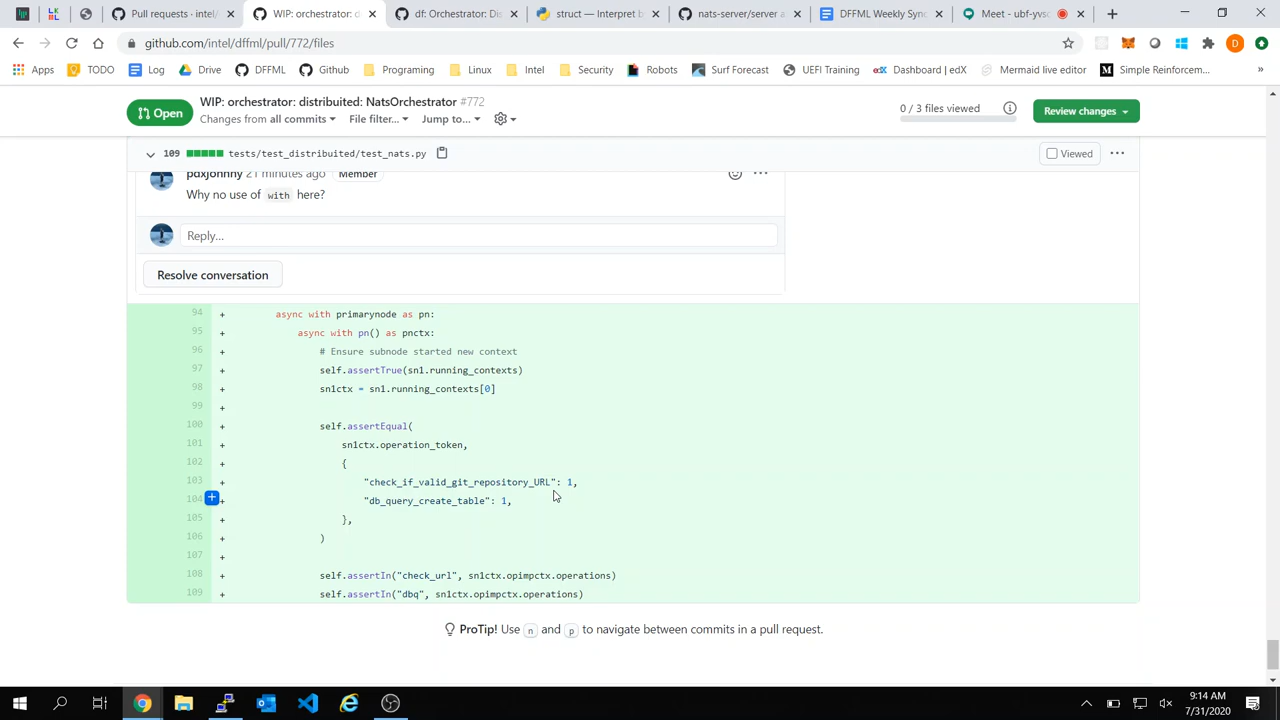 Pull requests · intel/
WIP: orchestrator: d
df: Orchestrator Dis
struct — Interpret b
nats-server/server a
DFFML Weekly Sync
Meet - ubf-yvs
github.com/intel/dffml/pull/772/files
Apps
TODO
Log
Drive
DFFML
Github
Programing
Linux
Intel
Security
Robots
Surf Forecast
UEFI Training
Dashboard | edX
Mermaid live editor
Simple Reinforcem...
»
Open
WIP: orchestrator: distribuited: NatsOrchestrator #772
Changes from all commits
File filter...
Jump to...
0 / 3 files viewed
Review changes
109
tests/test_distribuited/test_nats.py
Viewed
pdxjohnny 21 minutes ago
Member
Why no use of with here?
Reply...
Resolve conversation
94 + async with primarynode as pn:
95 + async with pn() as pnctx:
96 + # Ensure subnode started new context
97 + self.assertTrue(sn1.running_contexts)
98 + sn1ctx = sn1.running_contexts[0]
99 +
100 + self.assertEqual(
101 + sn1ctx.operation_token,
102 + {
103 + "check_if_valid_git_repository_URL": 1,
104 + "db_query_create_table": 1,
105 + },
106 + )
107 +
108 + self.assertIn("check_url", sn1ctx.opimpctx.operations)
109 + self.assertIn("dbq", sn1ctx.opimpctx.operations)
ProTip! Use n and p to navigate between commits in a pull request.
9:14 AM
7/31/2020